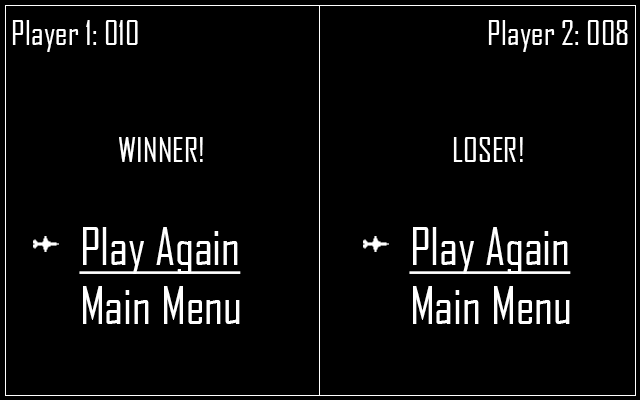 Player 1: 010
WINNER!
Play Again
Main Menu
Player 2: 008
LOSER!
Play Again
Main Menu